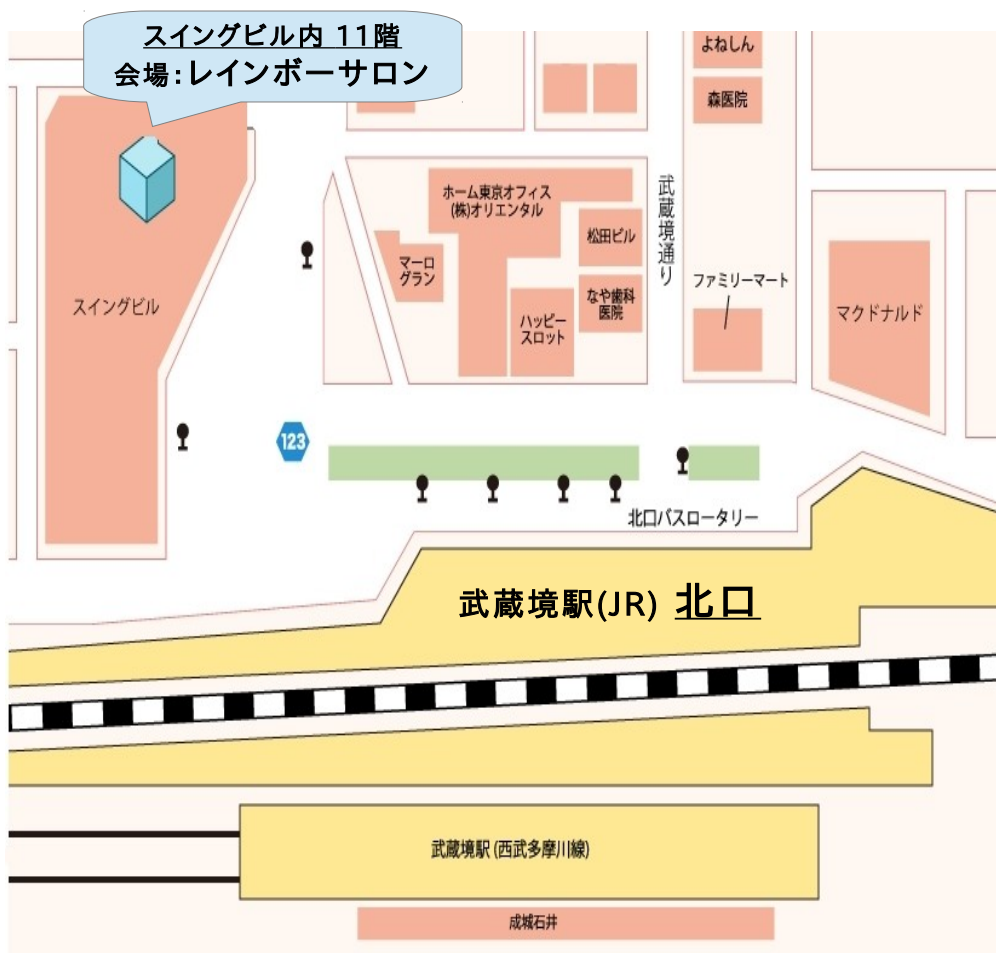 スイングビル内 11階
会場:レインボーサロン
よねしん
森医院
武蔵境通り
ホーム東京オフィス
(株)オリエンタル
松田ビル
マーロ
グラン
なや歯科
医院
ハッピー
スロット
ファミリーマート
マクドナルド
スイングビル
123
北口バスロータリー
武蔵境駅(JR) 北口
武蔵境駅(西武多摩川線)
成城石井